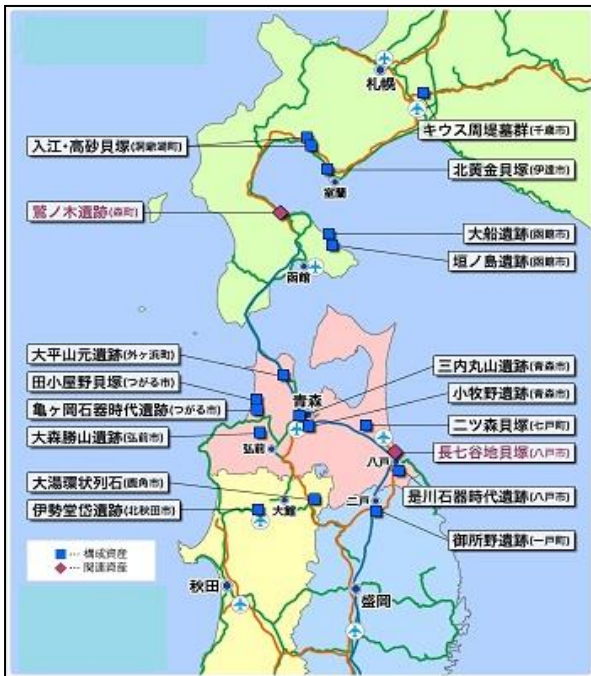 札幌
キウス周堤墓群(千歳市)
入江・高砂貝塚(洞爺湖町)
北黄金貝塚(伊達市)
室蘭
鷲ノ木遺跡(森町)
大船遺跡(函館市)
垣ノ島遺跡(函館市)
函館
大平山元遺跡(外ヶ浜町)
三内丸山遺跡(青森市)
田小屋野貝塚(つがる市)
青森
小牧野遺跡(青森市)
亀ヶ岡石器時代遺跡(つがる市)
二ツ森貝塚(七戸町)
大森勝山遺跡(弘前市)
弘前
八戸
長七谷地貝塚(八戸市)
大湯環状列石(鹿角市)
是川石器時代遺跡(八戸市)
伊勢堂岱遺跡(北秋田市)
大館
二戸
御所野遺跡(一戸町)
…構成資産
…関連資産
秋田
盛岡